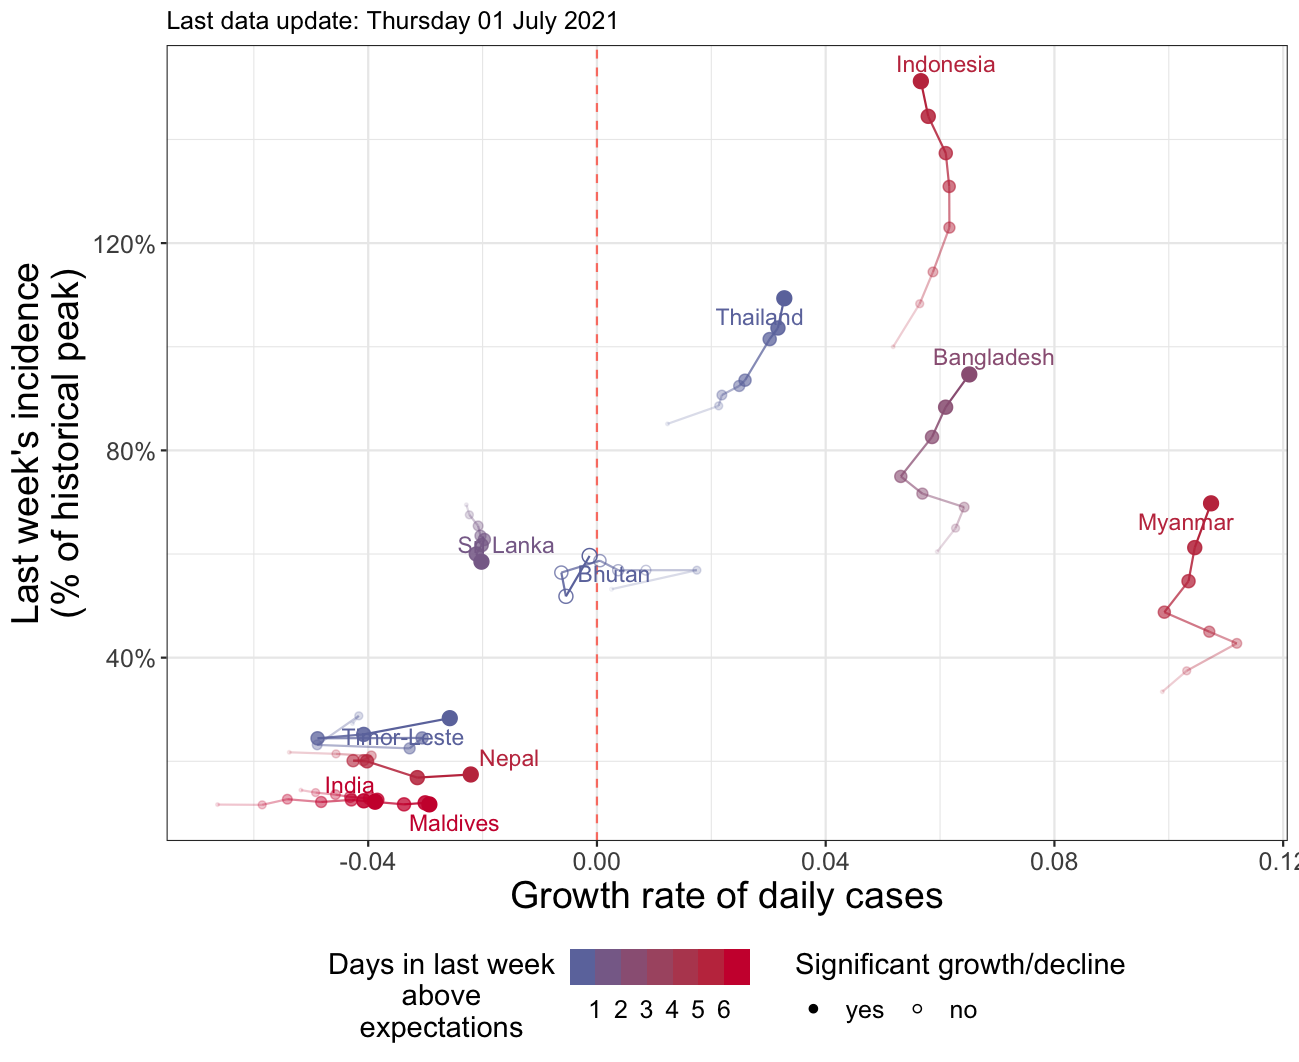 Last data update: Thursday 01 July 2021
Last week's incidence
(% of historical peak)
120%
80%
40%
Indonesia
Thailand
Bangladesh
Myanmar
Sri Lanka
Bhutan
Timor-Leste
Nepal
India
Maldives
-0.04
0.00
0.04
0.08
0.12
Growth rate of daily cases
Days in last week
above
expectations
1 2 3 4 5 6
Significant growth/decline
yes
no